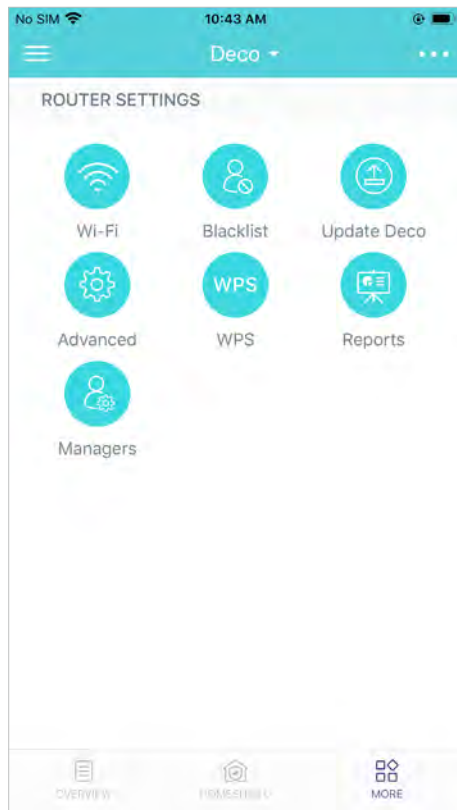 No SIM 10:43 AM
Deco
ROUTER SETTINGS
Wi-Fi Blacklist Update Deco
WPS
Advanced WPS Reports
Managers
OVERVIEW HOMESHIELD MORE